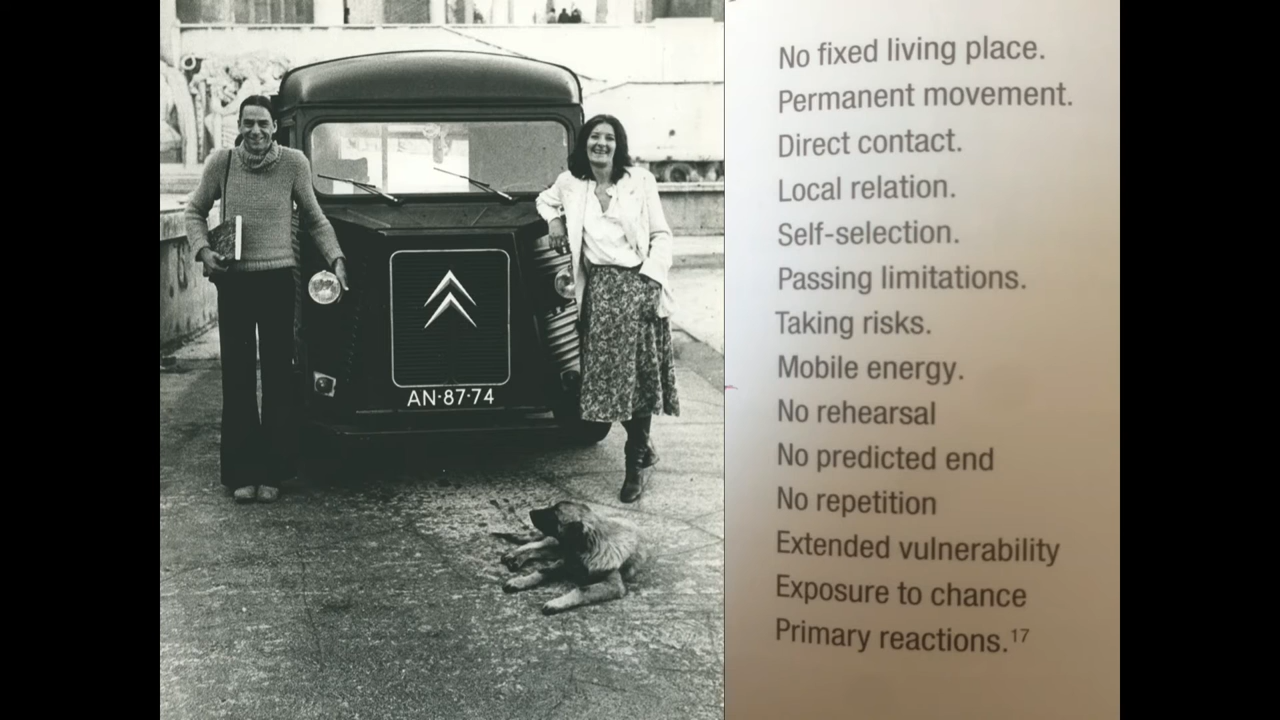 AN-87-74
No fixed living place.
Permanent movement.
Direct contact.
Local relation.
Self-selection.
Passing limitations.
Taking risks.
Mobile energy.
No rehearsal
No predicted end
No repetition
Extended vulnerability
Exposure to chance
Primary reactions.17